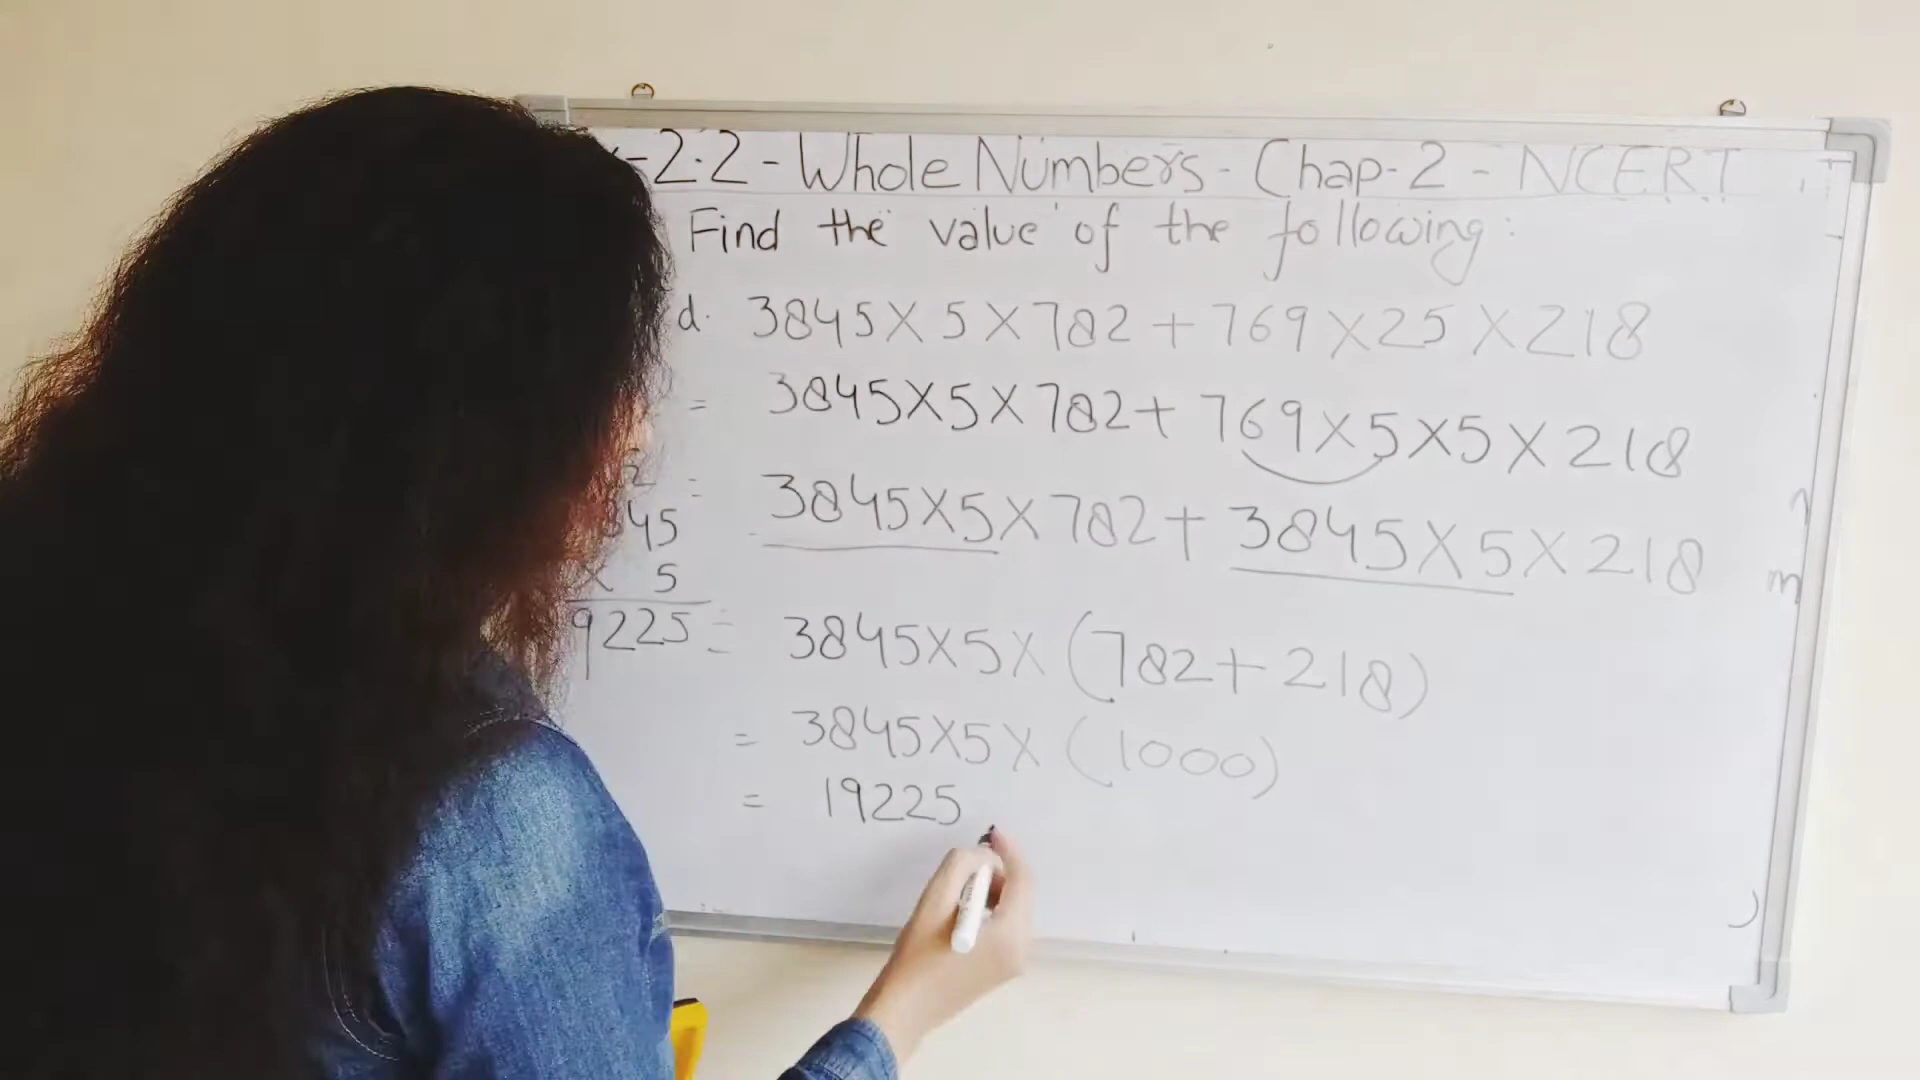 -2.2 - Whole Numbers - Chap-2 - NCERT
Find the value of the following:
d. 3845 X 5 X 782 + 769 X 25 X 218
= 3845 X 5 X 782 + 769 X 5 X 5 X 218
= 3845 X 5 X 782 + 3845 X 5 X 218
2
45
X 5
9225
= 3845 X 5 X (782 + 218)
= 3845 X 5 X (1000)
= 19225